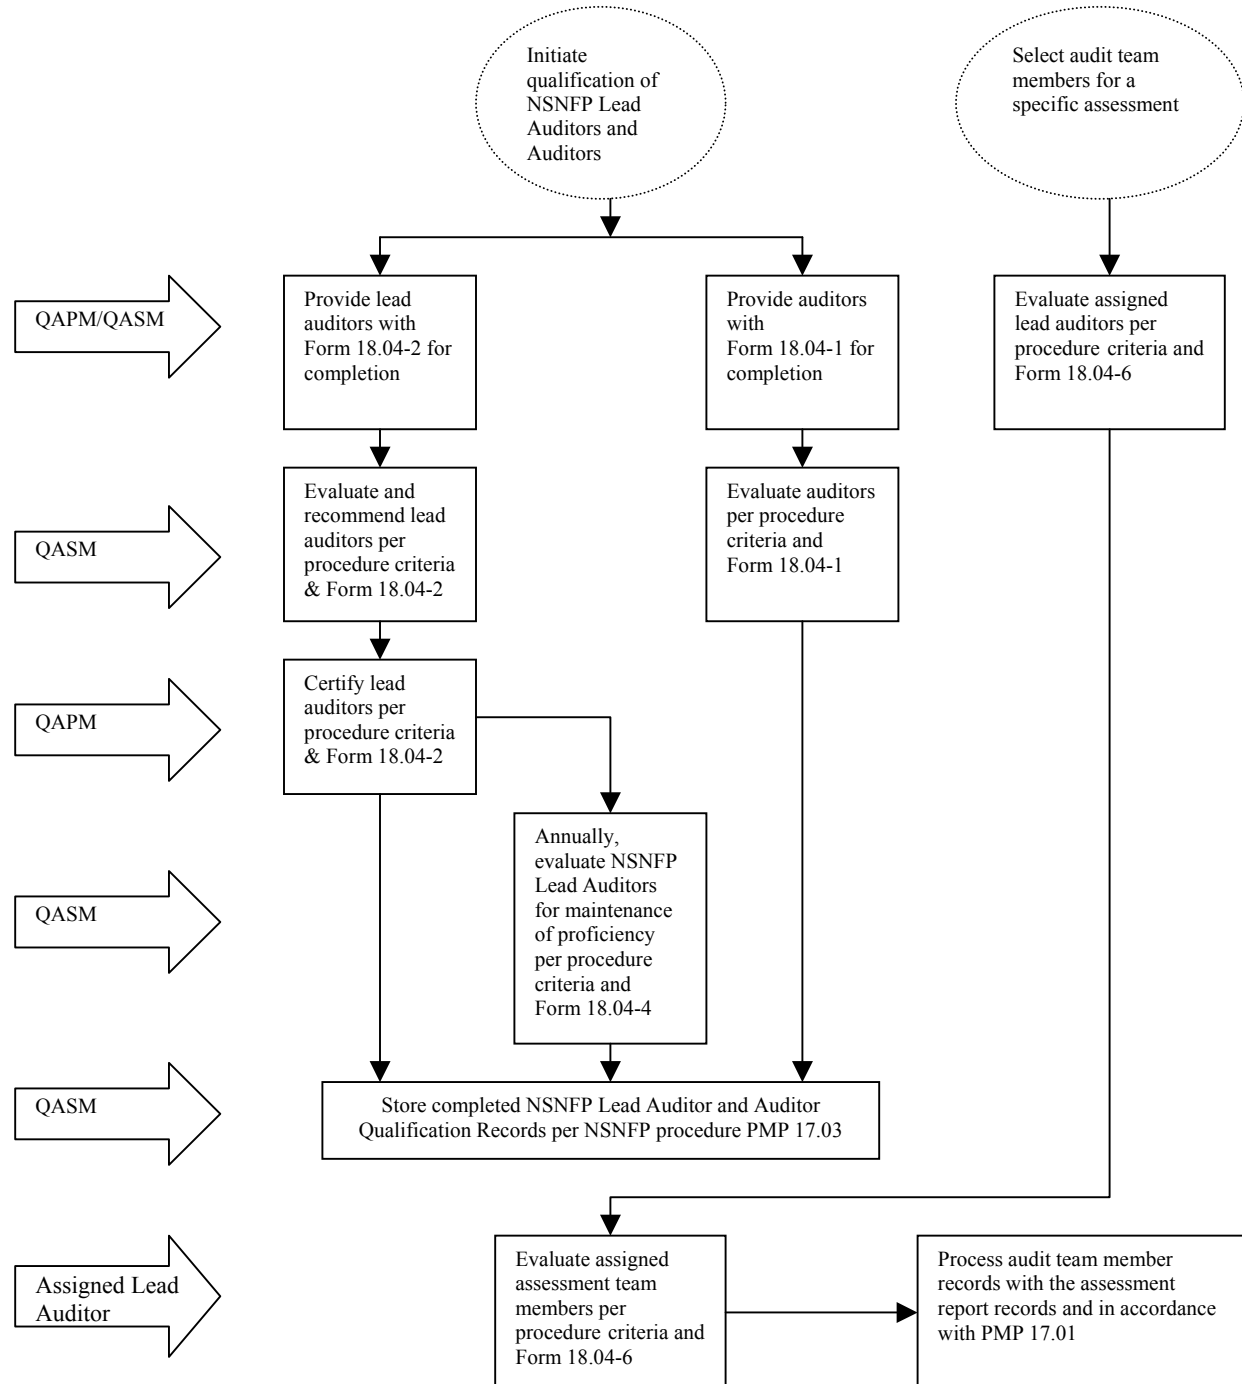 Initiate
qualification of
NSNFP Lead
Auditors and
Auditors
Select audit team
members for a
specific assessment
QAPM/QASM
Provide lead
auditors with
Form 18.04-2 for
completion
Provide auditors
with
Form 18.04-1 for
completion
Evaluate assigned
lead auditors per
procedure criteria and
Form 18.04-6
QASM
Evaluate and
recommend lead
auditors per
procedure criteria
& Form 18.04-2
Evaluate auditors
per procedure
criteria and
Form 18.04-1
QAPM
Certify lead
auditors per
procedure criteria
& Form 18.04-2
QASM
Annually,
evaluate NSNFP
Lead Auditors
for maintenance
of proficiency
per procedure
criteria and
Form 18.04-4
QASM
Store completed NSNFP Lead Auditor and Auditor
Qualification Records per NSNFP procedure PMP 17.03
Assigned Lead
Auditor
Evaluate assigned
assessment team
members per
procedure criteria and
Form 18.04-6
Process audit team member
records with the assessment
report records and in accordance
with PMP 17.01